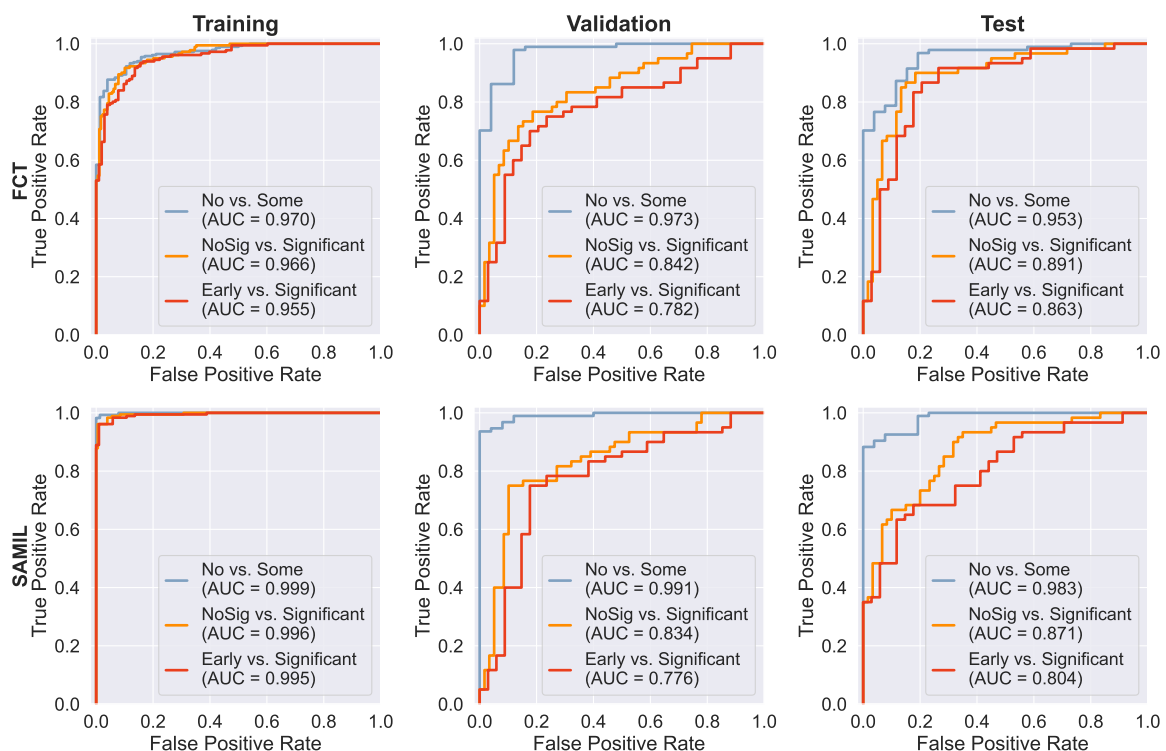 Training
Validation
Test
FCT
True Positive Rate
1.0
0.8
0.6
0.4
0.2
0.0
No vs. Some
(AUC = 0.970)
NoSig vs. Significant
(AUC = 0.966)
Early vs. Significant
(AUC = 0.955)
0.0 0.2 0.4 0.6 0.8 1.0
False Positive Rate
True Positive Rate
1.0
0.8
0.6
0.4
0.2
0.0
No vs. Some
(AUC = 0.973)
NoSig vs. Significant
(AUC = 0.842)
Early vs. Significant
(AUC = 0.782)
0.0 0.2 0.4 0.6 0.8 1.0
False Positive Rate
True Positive Rate
1.0
0.8
0.6
0.4
0.2
0.0
No vs. Some
(AUC = 0.953)
NoSig vs. Significant
(AUC = 0.891)
Early vs. Significant
(AUC = 0.863)
0.0 0.2 0.4 0.6 0.8 1.0
False Positive Rate
SAMIL
True Positive Rate
1.0
0.8
0.6
0.4
0.2
0.0
No vs. Some
(AUC = 0.999)
NoSig vs. Significant
(AUC = 0.996)
Early vs. Significant
(AUC = 0.995)
0.0 0.2 0.4 0.6 0.8 1.0
False Positive Rate
True Positive Rate
1.0
0.8
0.6
0.4
0.2
0.0
No vs. Some
(AUC = 0.991)
NoSig vs. Significant
(AUC = 0.834)
Early vs. Significant
(AUC = 0.776)
0.0 0.2 0.4 0.6 0.8 1.0
False Positive Rate
True Positive Rate
1.0
0.8
0.6
0.4
0.2
0.0
No vs. Some
(AUC = 0.983)
NoSig vs. Significant
(AUC = 0.871)
Early vs. Significant
(AUC = 0.804)
0.0 0.2 0.4 0.6 0.8 1.0
False Positive Rate